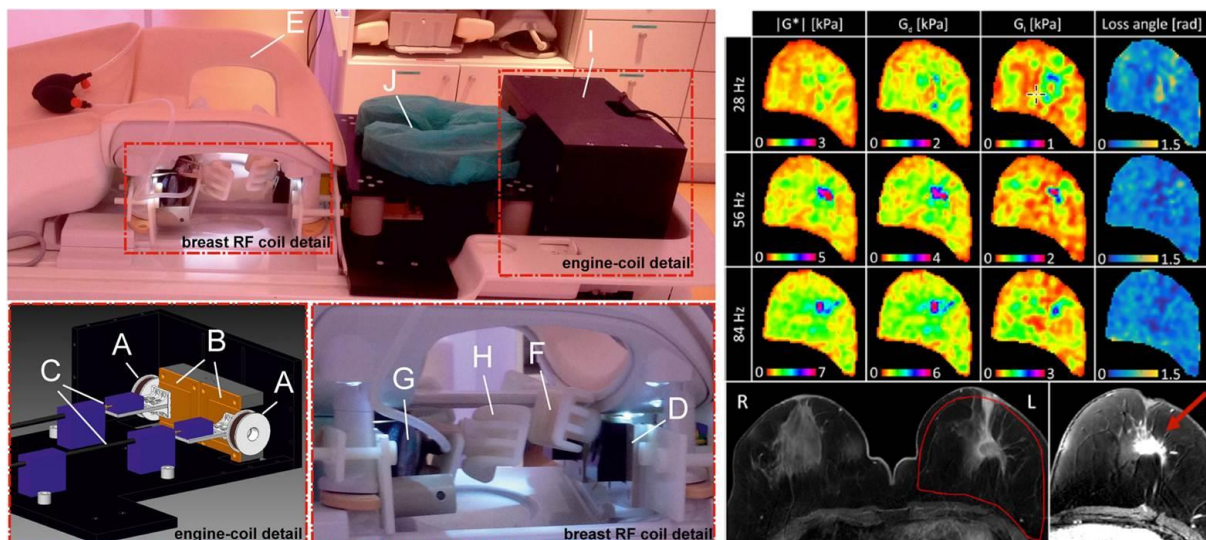 E
I
J
breast RF coil detail
engine-coil detail
A
B
C
A
engine-coil detail
G
H
F
D
breast RF coil detail
|G*| [kPa]
G_d [kPa]
G_l [kPa]
Loss angle [rad]
28 Hz
0 3
0 2
0 1
0 1.5
56 Hz
0 5
0 4
0 2
0 1.5
84 Hz
0 7
0 6
0 3
0 1.5
R
L